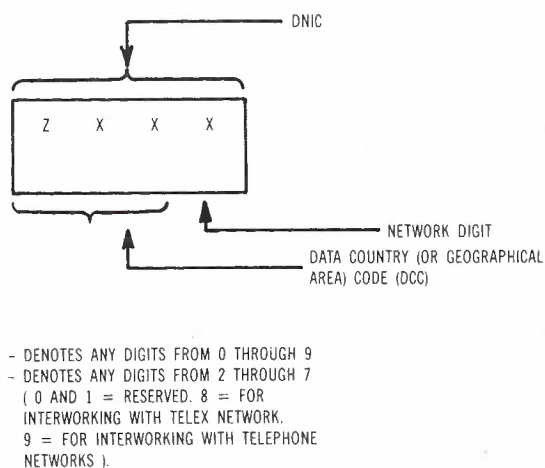 DNIC
Z X X X
NETWORK DIGIT
DATA COUNTRY (OR GEOGRAPHICAL
AREA) CODE (DCC)
- DENOTES ANY DIGITS FROM 0 THROUGH 9
- DENOTES ANY DIGITS FROM 2 THROUGH 7
( 0 AND 1 = RESERVED. 8 = FOR
INTERWORKING WITH TELEX NETWORK.
9 = FOR INTERWORKING WITH TELEPHONE
NETWORKS ).